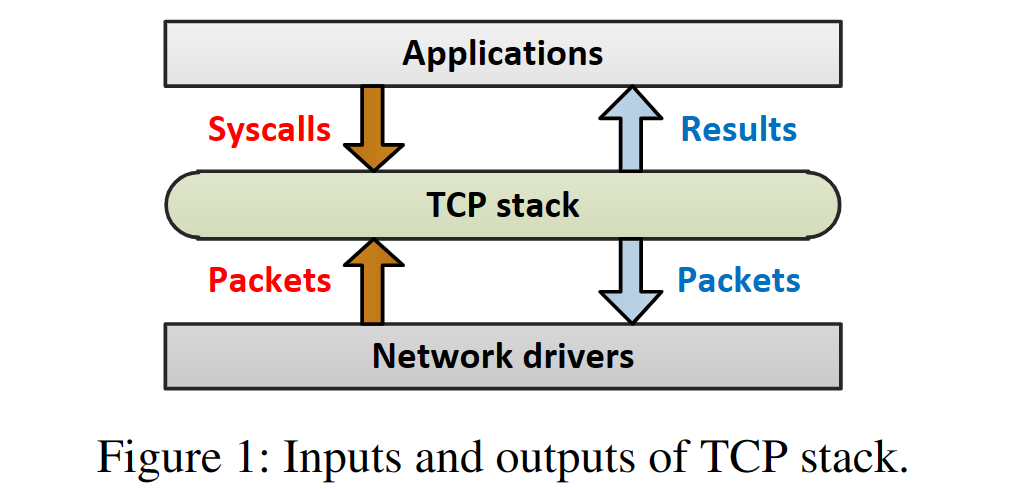 Applications
Syscalls
Results
TCP stack
Packets
Packets
Network drivers
Figure 1: Inputs and outputs of TCP stack.